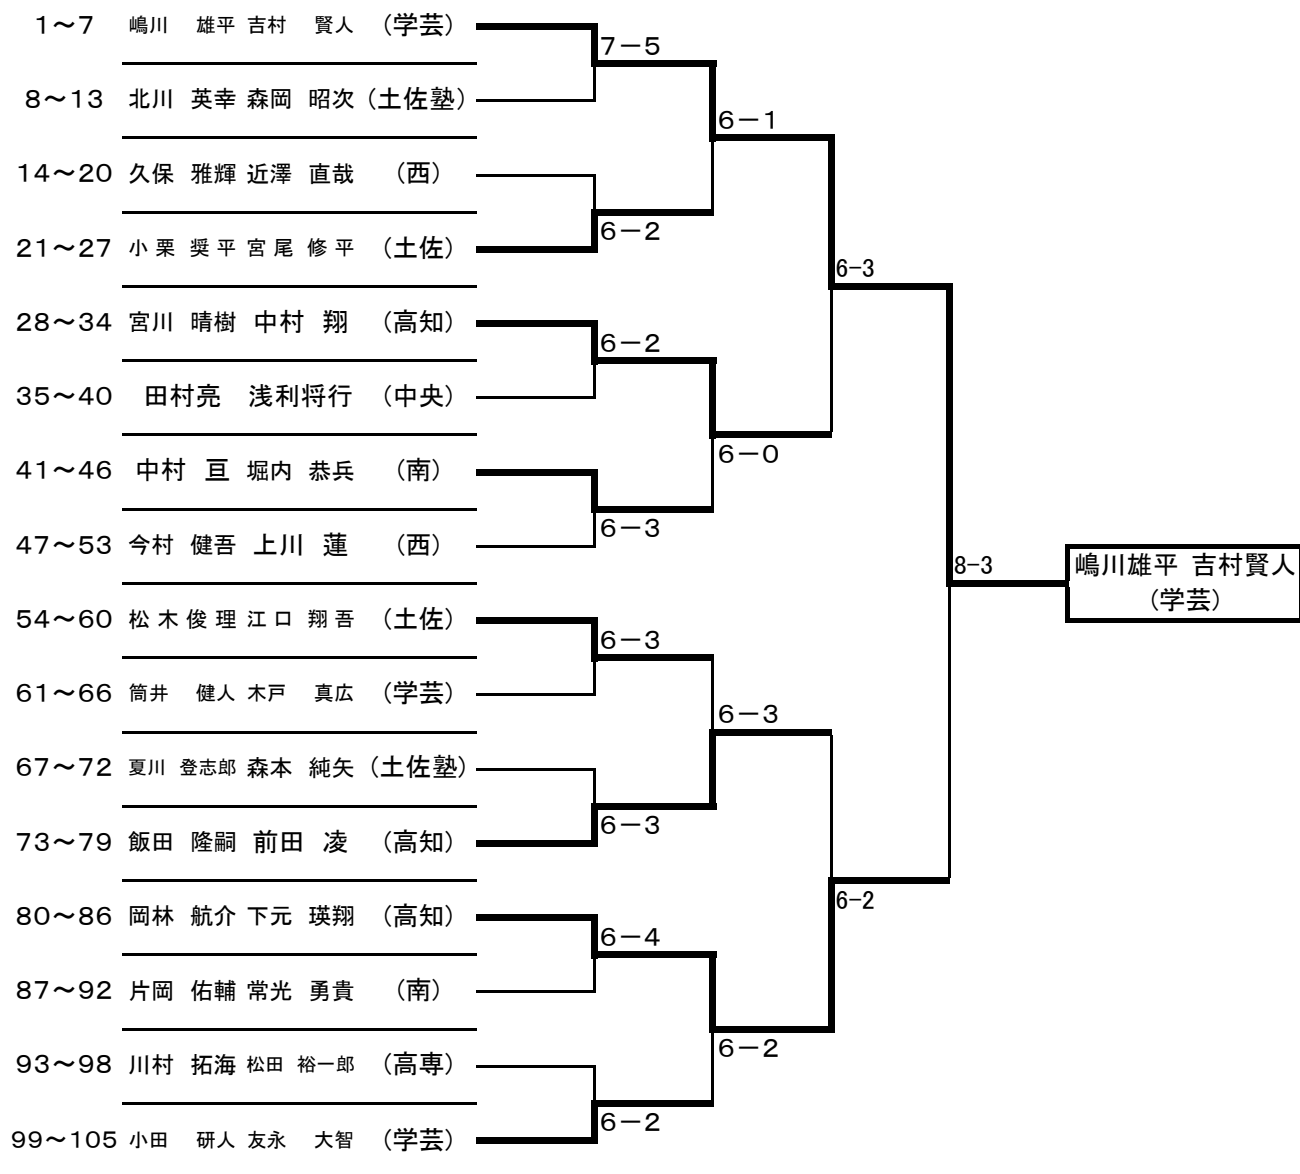 1～7 嶋川 雄平 吉村 賢人 （学芸）
7－5
8～13 北川 英幸 森岡 昭次 （土佐塾）
6－1
14～20 久保 雅輝 近澤 直哉 （西）
6－2
21～27 小栗 奨平 宮尾 修平 （土佐）
6-3
28～34 宮川 晴樹 中村 翔 （高知）
6－2
35～40 田村亮 浅利将行 （中央）
6－0
41～46 中村 亘 堀内 恭兵 （南）
6－3
47～53 今村 健吾 上川 蓮 （西）
8-3
嶋川雄平 吉村賢人
（学芸）
54～60 松木俊理 江口 翔吾 （土佐）
6－3
61～66 筒井 健人 木戸 真広 （学芸）
6－3
67～72 夏川 登志郎 森本 純矢 （土佐塾）
6－3
73～79 飯田 隆嗣 前田 凌 （高知）
6-2
80～86 岡林 航介 下元 瑛翔 （高知）
6－4
87～92 片岡 佑輔 常光 勇貴 （南）
6－2
93～98 川村 拓海 松田 裕一郎 （高専）
6－2
99～105 小田 研人 友永 大智 （学芸）